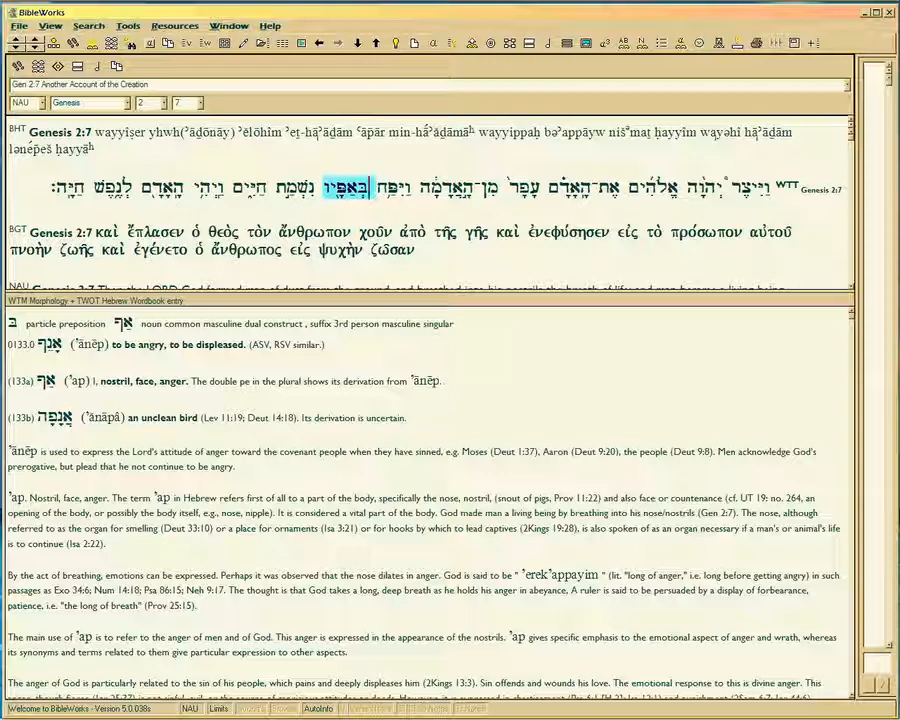 BibleWorks
File View Search Tools Resources Window Help
Gen 2:7 Another Account of the Creation
NAU Genesis 2 7
BHT Genesis 2:7 wayyîṣer yhwh(ʾădōnāy) ʾĕlōhîm ʾet-hāʾādām ʿāpār min-hāʾădāmâ wayyippaḥ bəʾappāyw nišmat ḥayyîm wayəhî hāʾādām
lənepeš ḥayyâ
WTT Genesis 2:7 וַיִּיצֶר֩ יְהוָ֨ה אֱלֹהִ֜ים אֶת־הָֽאָדָ֗ם עָפָר֙ מִן־הָ֣אֲדָמָ֔ה וַיִּפַּ֥ח בְּאַפָּ֖יו נִשְׁמַ֣ת חַיִּ֑ים וַֽיְהִ֥י הָֽאָדָ֖ם לְנֶ֥פֶשׁ חַיָּֽה׃
BGT Genesis 2:7 καὶ ἔπλασεν ὁ θεὸς τὸν ἄνθρωπον χοῦν ἀπὸ τῆς γῆς καὶ ἐνεφύσησεν εἰς τὸ πρόσωπον αὐτοῦ
πνοὴν ζωῆς καὶ ἐγένετο ὁ ἄνθρωπος εἰς ψυχὴν ζῶσαν
WTM Morphology + TWOT Hebrew Wordbook entry
בּ particle preposition אַף noun common masculine dual construct , suffix 3rd person masculine singular
0133.0 אָנֵף (ʾānēp) to be angry, to be displeased. (ASV, RSV similar.)
(133a) אַף (ʾap) I, nostril, face, anger. The double pe in the plural shows its derivation from ʾānēp.
(133b) אֲנָפָה (ʾănāpâ) an unclean bird (Lev 11:19; Deut 14:18). Its derivation is uncertain.
ʾānēp is used to express the Lord's attitude of anger toward the covenant people when they have sinned, e.g. Moses (Deut 1:37), Aaron (Deut 9:20), the people (Deut 9:8). Men acknowledge God's
prerogative, but plead that he not continue to be angry.
ʾap. Nostril, face, anger. The term ʾap in Hebrew refers first of all to a part of the body, specifically the nose, nostril, (snout of pigs, Prov 11:22) and also face or countenance (cf. UT 19: no. 264, an
opening of the body, or possibly the body itself, e.g., nose, nipple). It is considered a vital part of the body. God made man a living being by breathing into his nose/nostrils (Gen 2:7). The nose, although
referred to as the organ for smelling (Deut 33:10) or a place for ornaments (Isa 3:21) or for hooks by which to lead captives (2Kings 19:28), is also spoken of as an organ necessary if a man's or animal's life
is to continue (Isa 2:22).
By the act of breathing, emotions can be expressed. Perhaps it was observed that the nose dilates in anger. God is said to be " ʾerekʾappayim " (lit. "long of anger," i.e. long before getting angry) in such
passages as Exo 34:6; Num 14:18; Psa 86:15; Neh 9:17. The thought is that God takes a long, deep breath as he holds his anger in abeyance, A ruler is said to be persuaded by a display of forbearance,
patience, i.e. "the long of breath" (Prov 25:15).
The main use of ʾap is to refer to the anger of men and of God. This anger is expressed in the appearance of the nostrils. ʾap gives specific emphasis to the emotional aspect of anger and wrath, whereas
its synonyms and terms related to them give particular expression to other aspects.
The anger of God is particularly related to the sin of his people, which pains and deeply displeases him (2Kings 13:3). Sin offends and wounds his love. The emotional response to this is divine anger. This
Welcome to BibleWorks - Version 5.0.038s NAU Limits AutoInfo